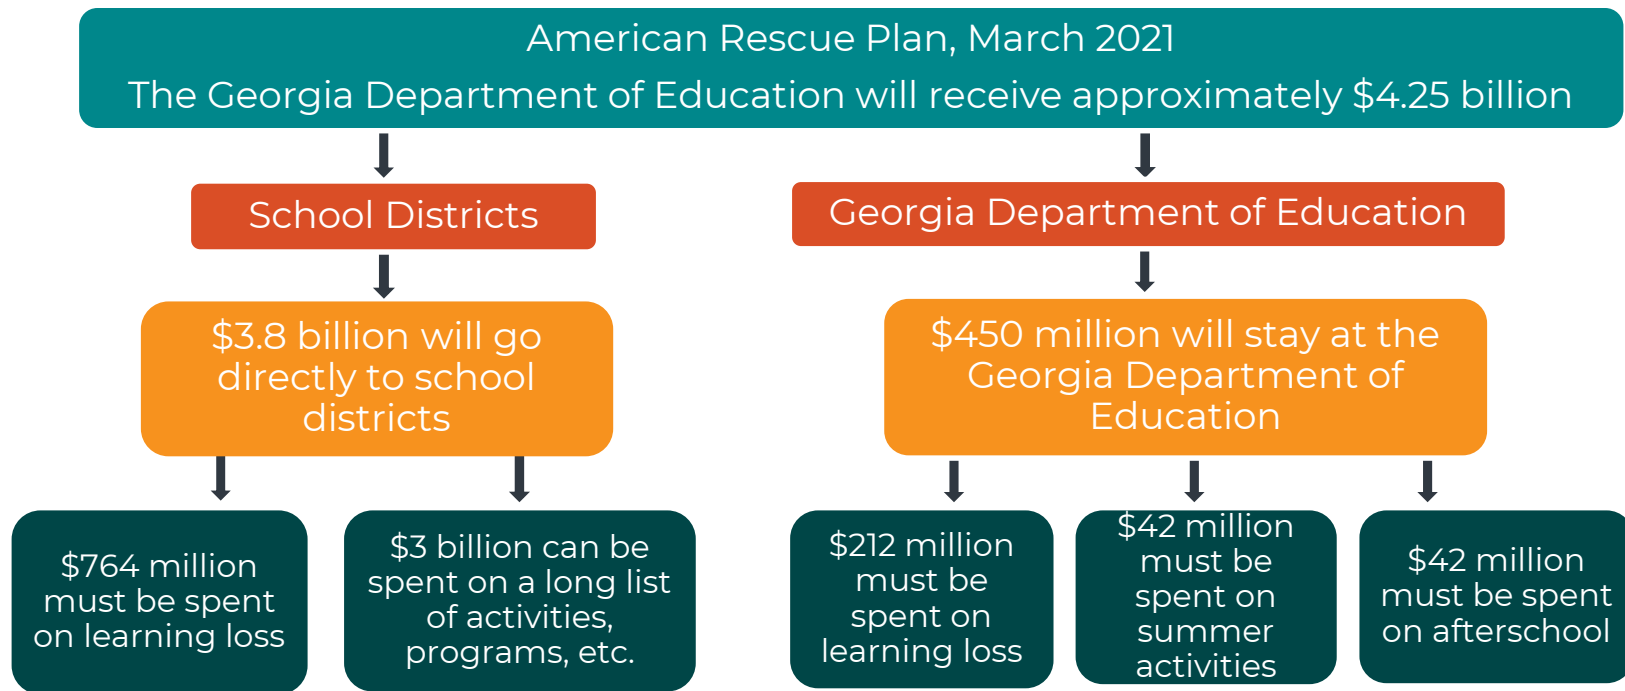 American Rescue Plan, March 2021
The Georgia Department of Education will receive approximately $4.25 billion
School Districts
Georgia Department of Education
$3.8 billion will go
directly to school
districts
$450 million will stay at the
Georgia Department of
Education
$764 million
must be spent
on learning loss
$3 billion can be
spent on a long list
of activities,
programs, etc.
$212 million
must be
spent on
learning loss
$42 million
must be
spent on
summer
activities
$42 million
must be spent
on afterschool